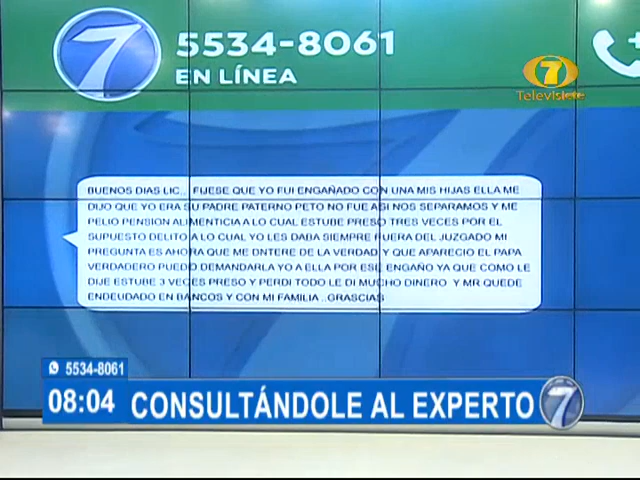 7
5534-8061
EN LÍNEA
7
Televisiete
BUENOS DIAS LIC... FIJESE QUE YO FUI ENGAÑADO CON UNA MIS HIJAS ELLA ME
DIJO QUE YO ERA SU PADRE PATERNO PETO NO FUE ASI NOS SEPARAMOS Y ME
PELIO PENSION ALIMENTICIA A LO CUAL ESTUBE PRESO TRES VECES POR EL
SUPUESTO DELITO A LO CUAL YO LES DABA SIEMPRE FUERA DEL JUZGADO MI
PREGUNTA ES AHORA QUE ME DNTERE DE LA VERDAD Y QUE APARECIO EL PAPA
VERDADERO PUEDO DEMANDARLA YO A ELLA POR ESE ENGAÑO YA QUE COMO LE
DIJE ESTUBE 3 VECES PRESO Y PERDI TODO LE DI MUCHO DINERO Y MR QUEDE
ENDEUDADO EN BANCOS Y CON MI FAMILIA ..GRASCIAS
5534-8061
08:04 CONSULTÁNDOLE AL EXPERTO 7